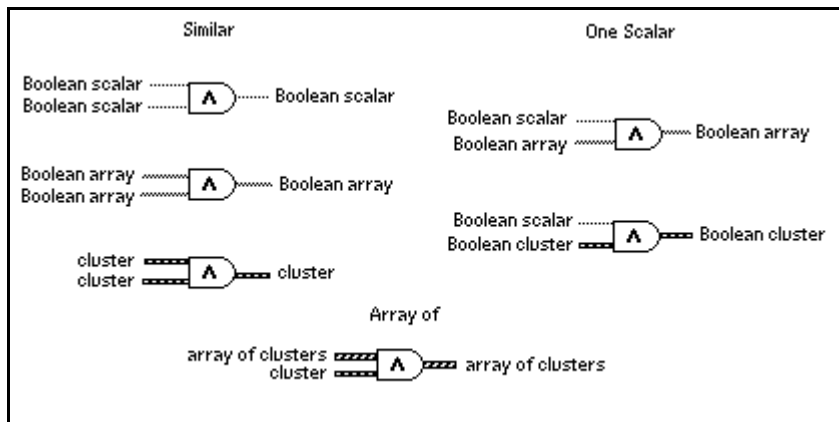 Similar
Boolean scalar
Boolean scalar
∧
Boolean scalar
Boolean array
Boolean array
∧
Boolean array
cluster
cluster
∧
cluster
One Scalar
Boolean scalar
Boolean array
∧
Boolean array
Boolean scalar
Boolean cluster
∧
Boolean cluster
Array of
array of clusters
cluster
∧
array of clusters